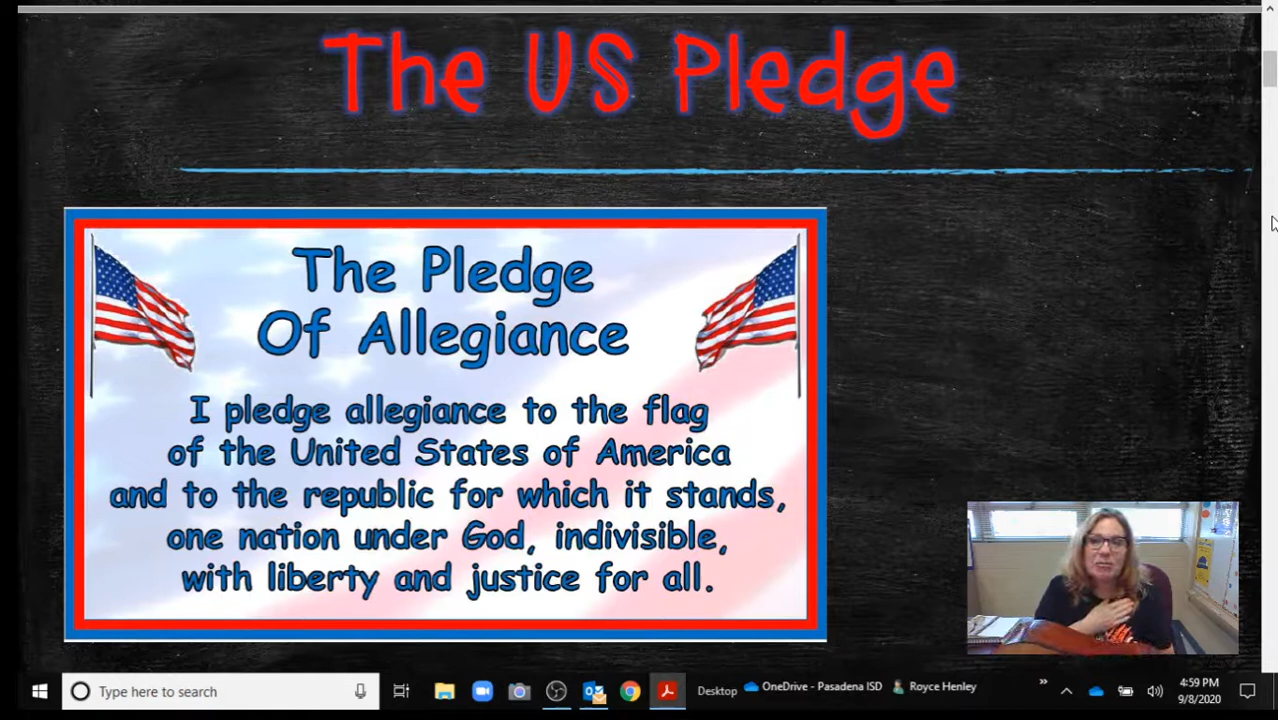 The US Pledge
The Pledge
Of Allegiance
I pledge allegiance to the flag
of the United States of America
and to the republic for which it stands,
one nation under God, indivisible,
with liberty and justice for all.
Type here to search
Desktop
OneDrive - Pasadena ISD
Royce Henley
4:59 PM
9/8/2020